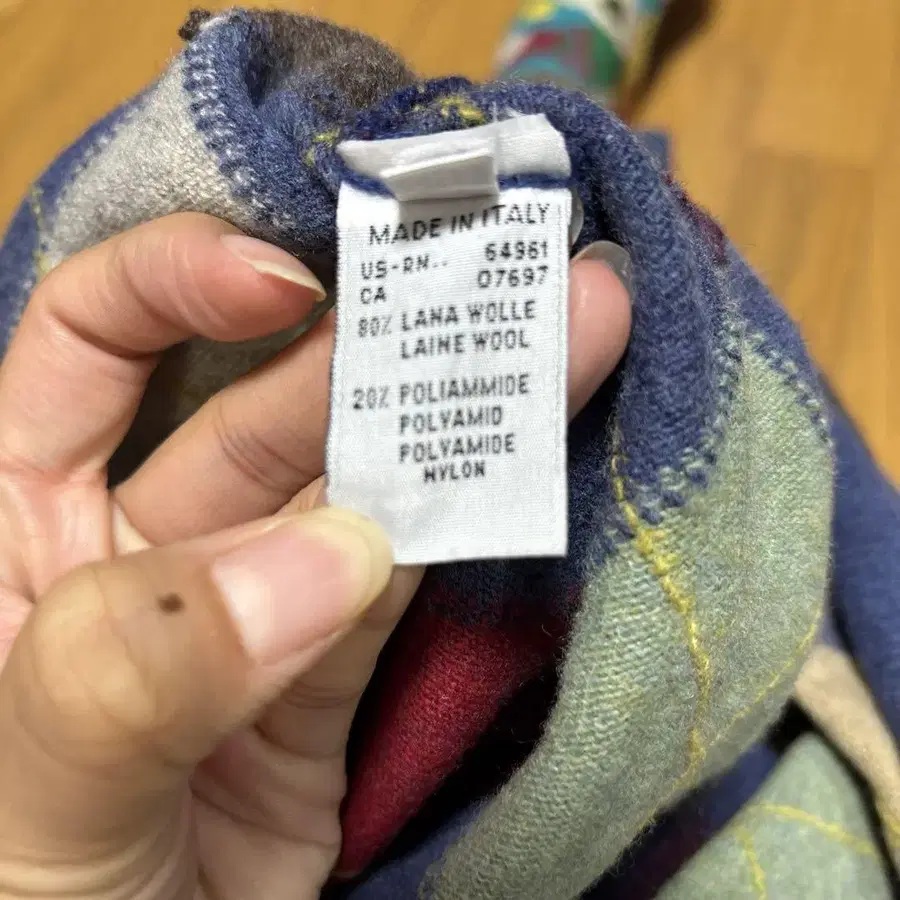 MADE IN ITALY
US-RN.. 64961
CA 07697
80% LANA WOLLE
LAINE WOOL
20% POLIAMMIDE
POLYAMID
POLYAMIDE
NYLON